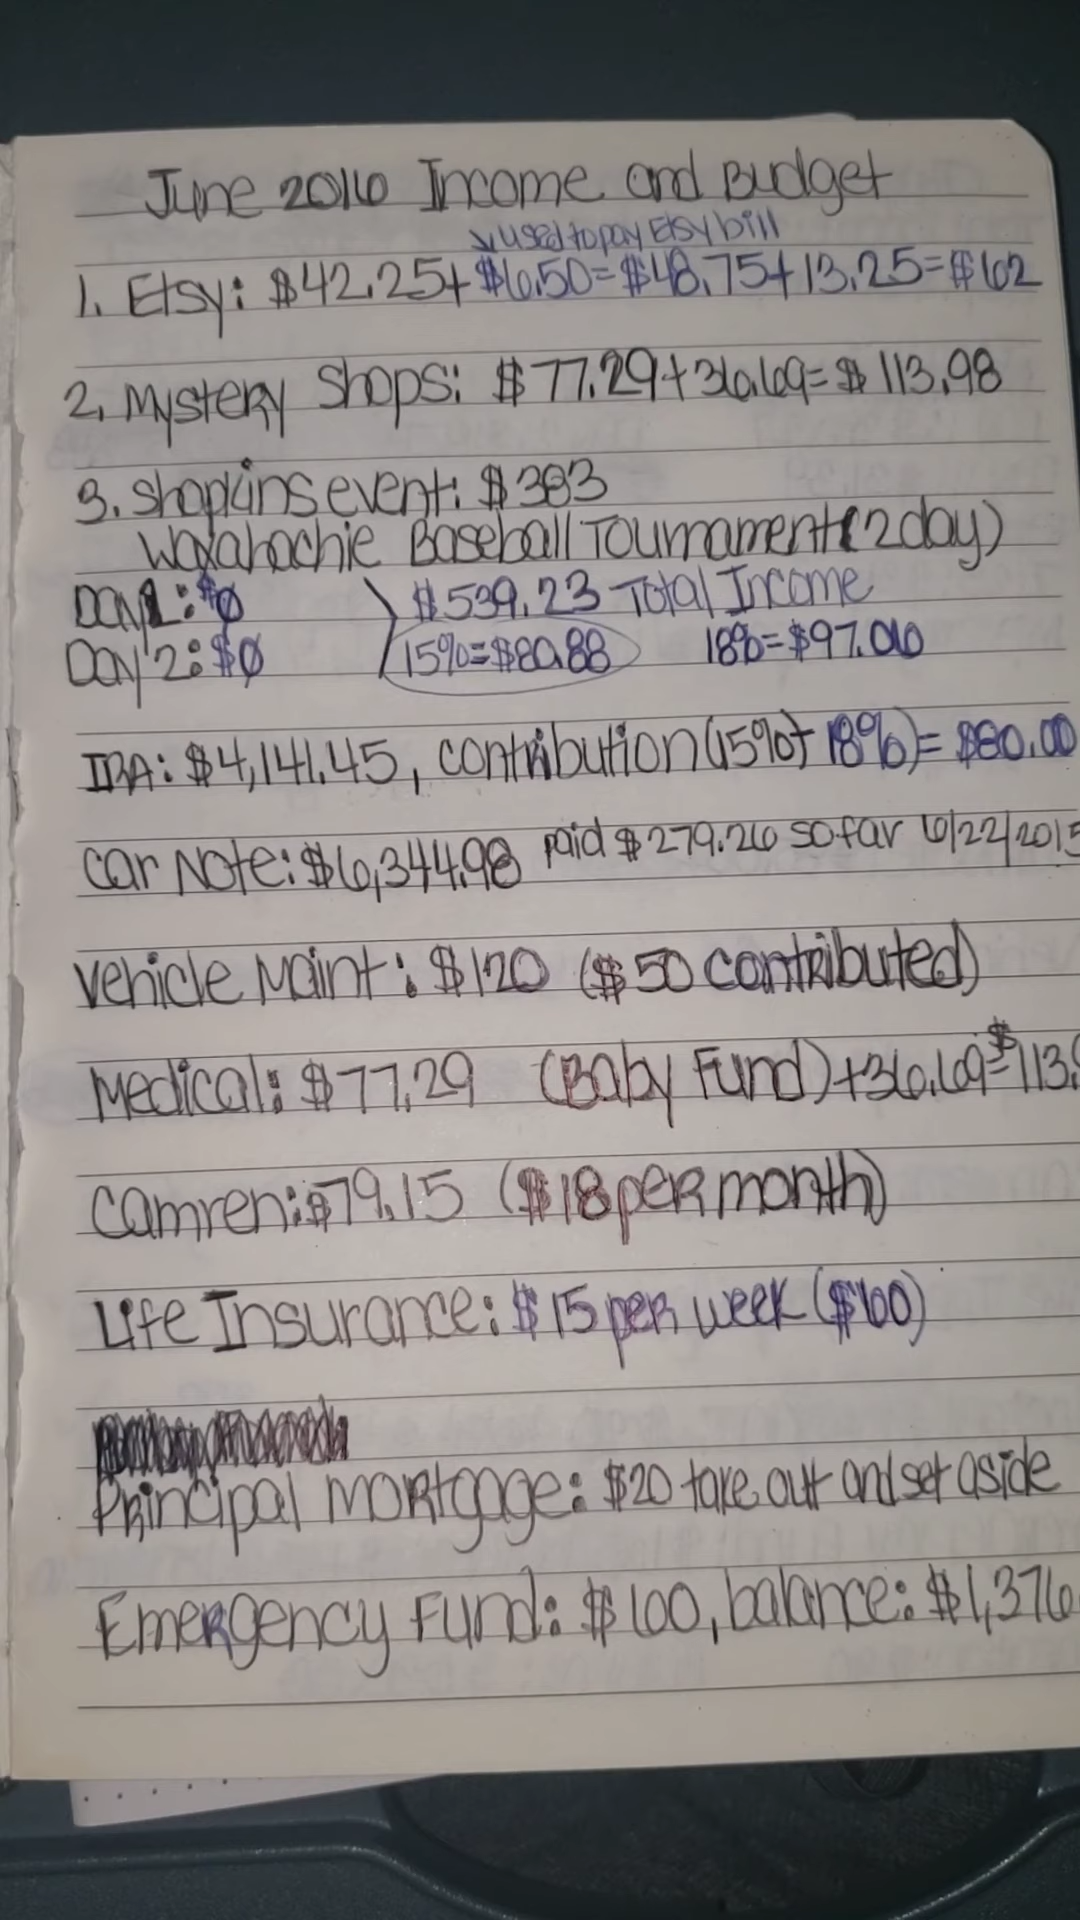 June 2016 Income and Budget
↘used to pay Etsy bill
1. Etsy: $42.25+ $6.50= $48.75+13.25= $62
2. Mystery Shops: $77.29+36.69= $113.98
3. Shopkins event: $383
Waxahachie Baseball Tournament (2 day)
Day 1: $0 $539.23 Total Income
Day 2: $0 15%=$80.88 18%=$97.06
IRA: $4,141.45, contribution (15%+ 18%)= $80.00
Car Note: $6,344.98 paid $279.26 so far 6/22/2015
Vehicle Maint: $120 ($50 contributed)
Medical: $77.29 (Baby Fund)+36.69=$113.9
Camren: $79.15 ($18 per month)
Life Insurance: $15 per week ($60)
Principal Mortgage: $20 take out and set aside
Emergency Fund: $100, balance: $1,376